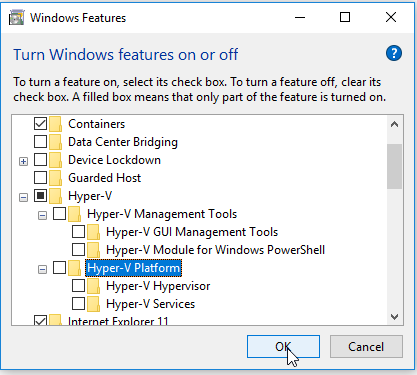 Windows Features
Turn Windows features on or off
?
To turn a feature on, select its check box. To turn a feature off, clear its
check box. A filled box means that only part of the feature is turned on.
Containers
Data Center Bridging
Device Lockdown
Guarded Host
Hyper-V
Hyper-V Management Tools
Hyper-V GUI Management Tools
Hyper-V Module for Windows PowerShell
Hyper-V Platform
Hyper-V Hypervisor
Hyper-V Services
Internet Explorer 11
OK
Cancel